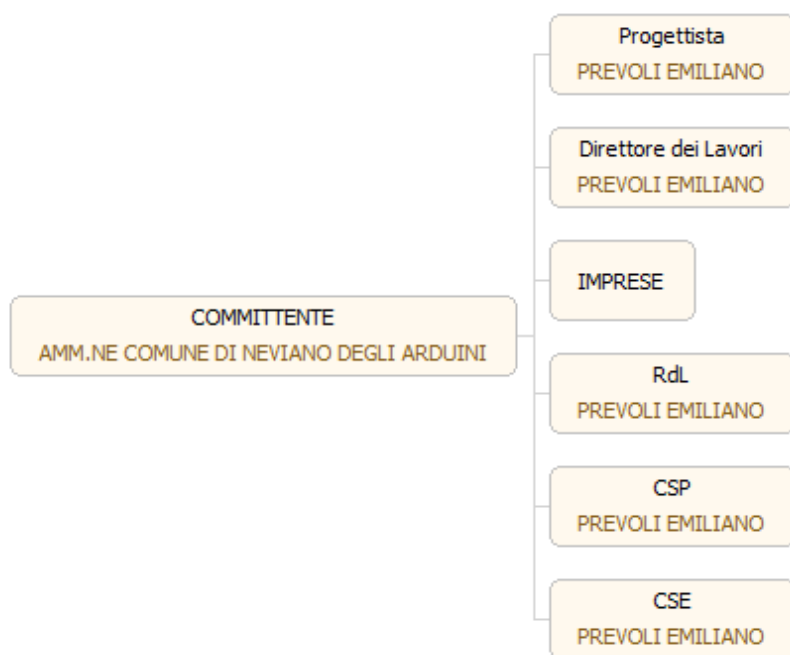 Progettista
PREVOLI EMILIANO
Direttore dei Lavori
PREVOLI EMILIANO
IMPRESE
COMMITTENTE
AMM.NE COMUNE DI NEVIANO DEGLI ARDUINI
RdL
PREVOLI EMILIANO
CSP
PREVOLI EMILIANO
CSE
PREVOLI EMILIANO